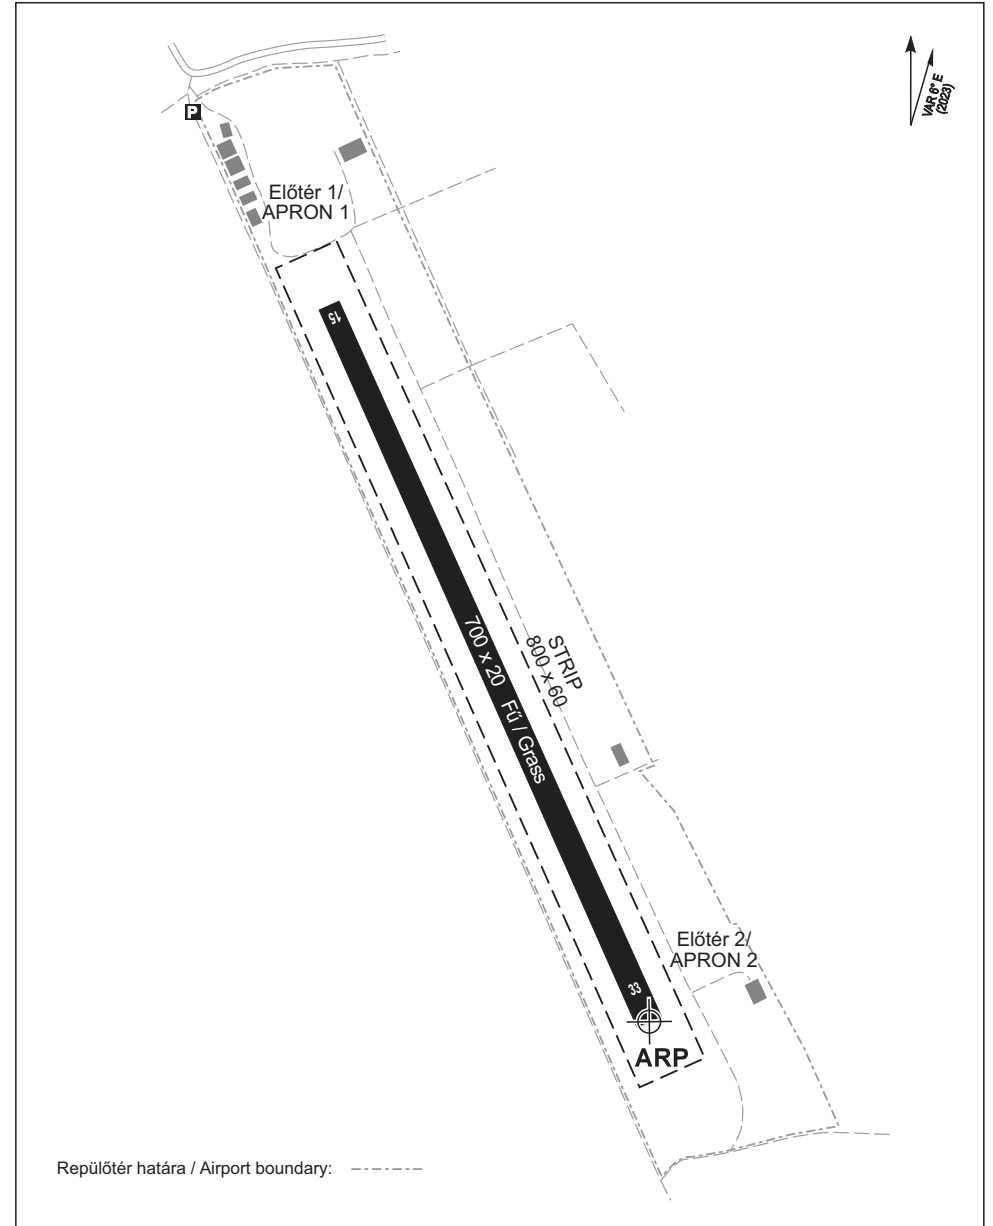 VAR 6° E
(2023)
P
Előtér 1/
APRON 1
15
700 x 20 Fű / Grass
STRIP
800 x 60
Előtér 2/
APRON 2
33
ARP
Repülőtér határa / Airport boundary: